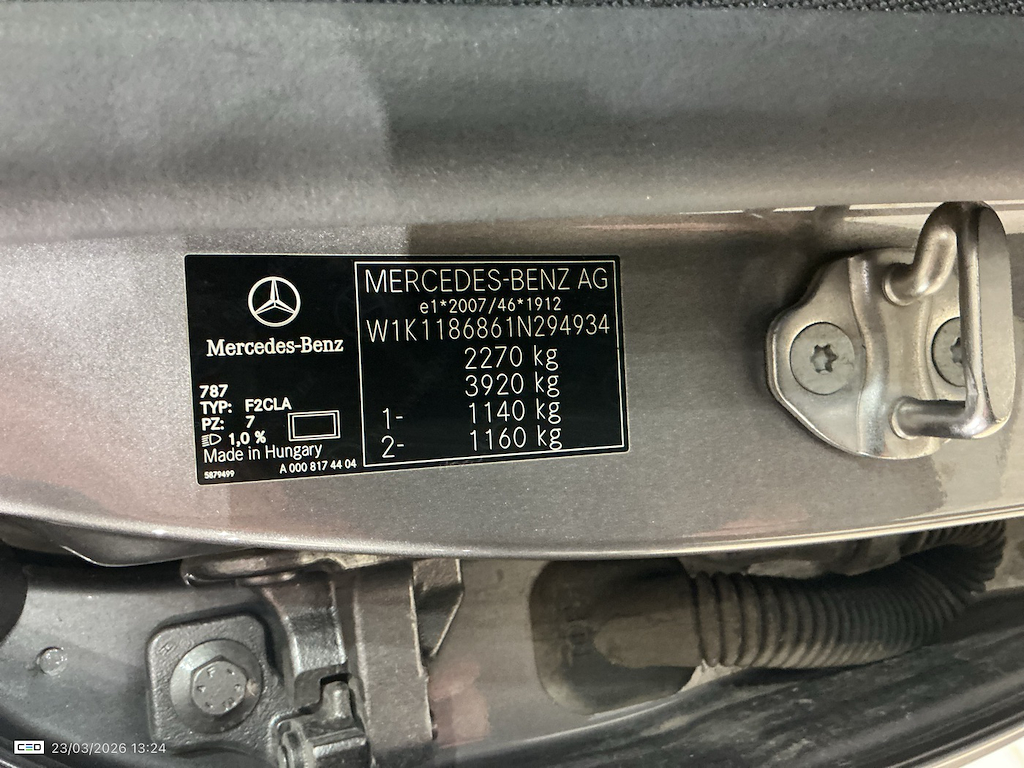 Mercedes-Benz
787
TYP: F2CLA
PZ: 7
1,0 %
Made in Hungary
5879499
A 000 817 44 04
MERCEDES-BENZ AG
e1*2007/46*1912
W1K1186861N294934
2270 kg
3920 kg
1- 1140 kg
2- 1160 kg
CEO 23/03/2026 13:24